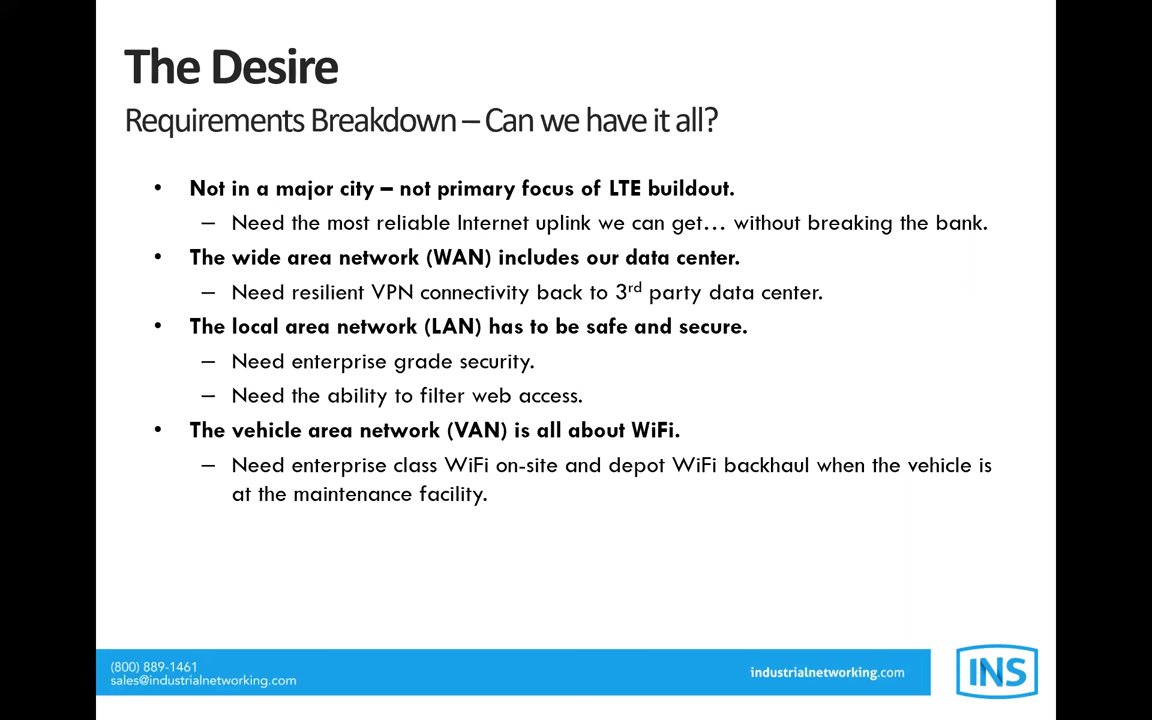 The Desire
Requirements Breakdown – Can we have it all?
• Not in a major city – not primary focus of LTE buildout.
– Need the most reliable Internet uplink we can get… without breaking the bank.
• The wide area network (WAN) includes our data center.
– Need resilient VPN connectivity back to 3rd party data center.
• The local area network (LAN) has to be safe and secure.
– Need enterprise grade security.
– Need the ability to filter web access.
• The vehicle area network (VAN) is all about WiFi.
– Need enterprise class WiFi on-site and depot WiFi backhaul when the vehicle is
at the maintenance facility.
(800) 889-1461
sales@industrialnetworking.com
industrialnetworking.com
INS